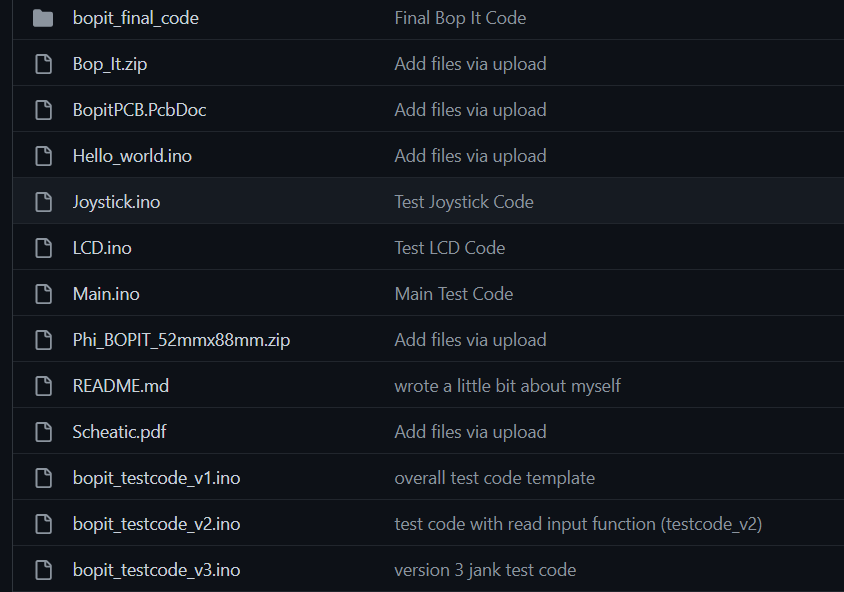 bopit_final_code Final Bop It Code
Bop_It.zip Add files via upload
BopitPCB.PcbDoc Add files via upload
Hello_world.ino Add files via upload
Joystick.ino Test Joystick Code
LCD.ino Test LCD Code
Main.ino Main Test Code
Phi_BOPIT_52mmx88mm.zip Add files via upload
README.md wrote a little bit about myself
Scheatic.pdf Add files via upload
bopit_testcode_v1.ino overall test code template
bopit_testcode_v2.ino test code with read input function (testcode_v2)
bopit_testcode_v3.ino version 3 jank test code